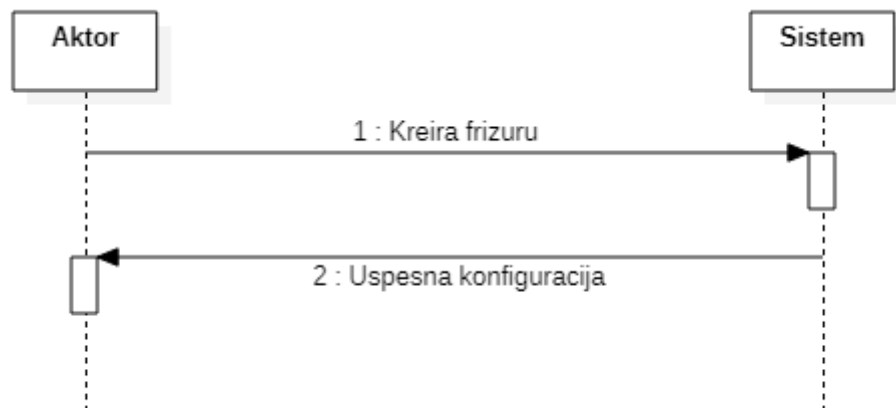 Aktor
Sistem
1 : Kreira frizuru
2 : Uspesna konfiguracija